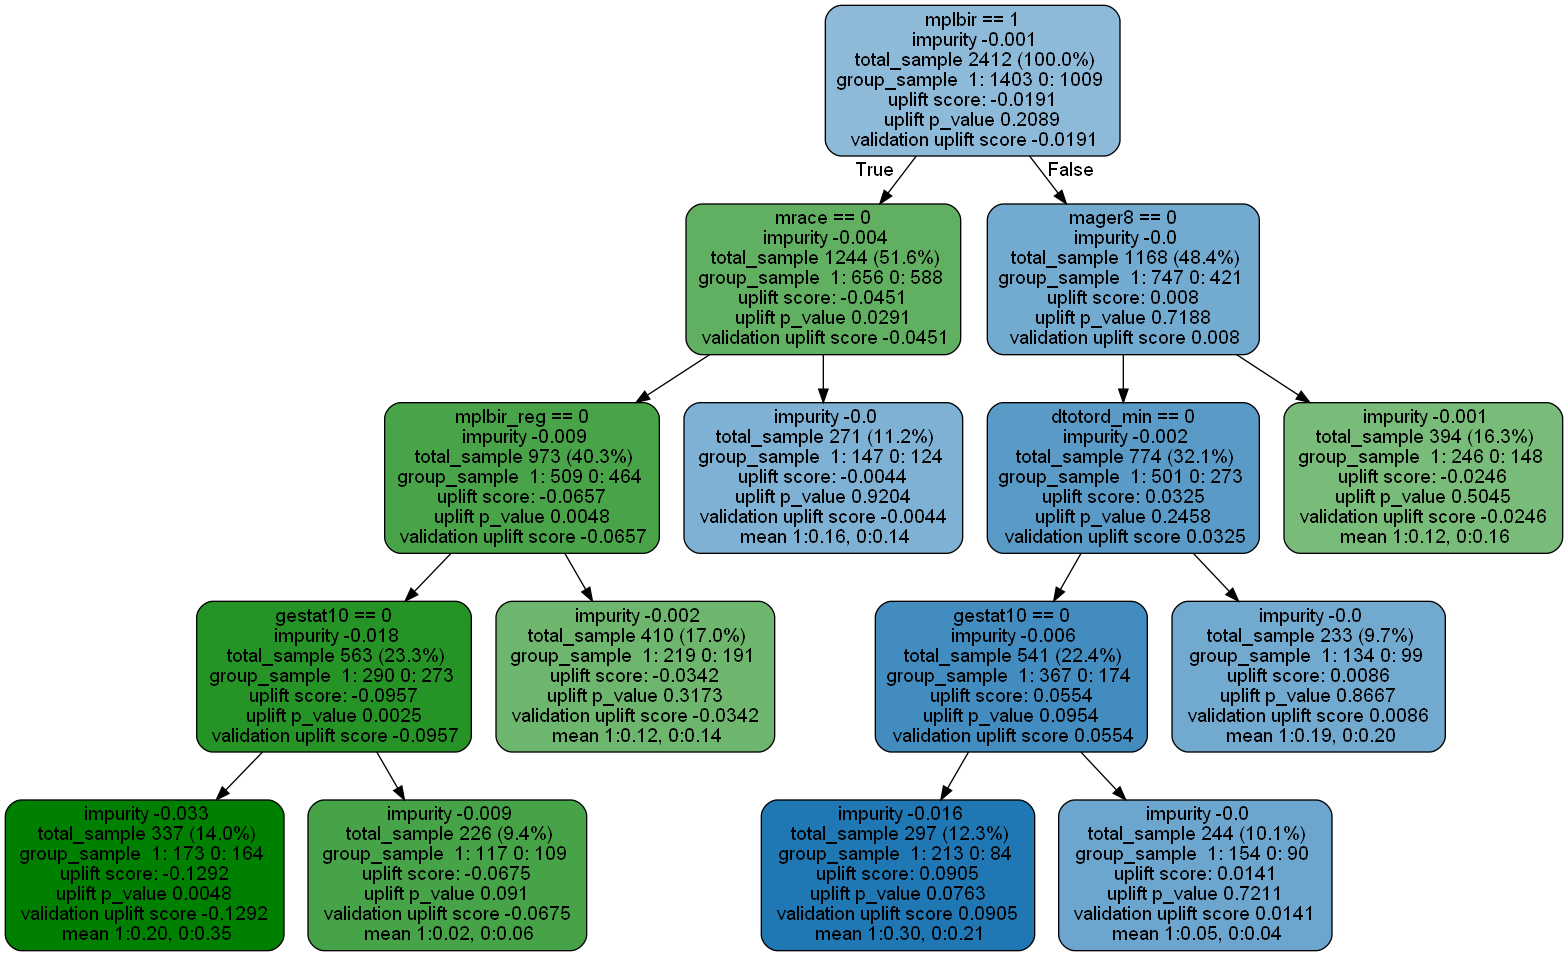 mplbir == 1
impurity -0.001
total_sample 2412 (100.0%)
group_sample 1: 1403 0: 1009
uplift score: -0.0191
uplift p_value 0.2089
validation uplift score -0.0191
True
False
mrace == 0
impurity -0.004
total_sample 1244 (51.6%)
group_sample 1: 656 0: 588
uplift score: -0.0451
uplift p_value 0.0291
validation uplift score -0.0451
mager8 == 0
impurity -0.0
total_sample 1168 (48.4%)
group_sample 1: 747 0: 421
uplift score: 0.008
uplift p_value 0.7188
validation uplift score 0.008
mplbir_reg == 0
impurity -0.009
total_sample 973 (40.3%)
group_sample 1: 509 0: 464
uplift score: -0.0657
uplift p_value 0.0048
validation uplift score -0.0657
impurity -0.0
total_sample 271 (11.2%)
group_sample 1: 147 0: 124
uplift score: -0.0044
uplift p_value 0.9204
validation uplift score -0.0044
mean 1:0.16, 0:0.14
dtotord_min == 0
impurity -0.002
total_sample 774 (32.1%)
group_sample 1: 501 0: 273
uplift score: 0.0325
uplift p_value 0.2458
validation uplift score 0.0325
impurity -0.001
total_sample 394 (16.3%)
group_sample 1: 246 0: 148
uplift score: -0.0246
uplift p_value 0.5045
validation uplift score -0.0246
mean 1:0.12, 0:0.16
gestat10 == 0
impurity -0.018
total_sample 563 (23.3%)
group_sample 1: 290 0: 273
uplift score: -0.0957
uplift p_value 0.0025
validation uplift score -0.0957
impurity -0.002
total_sample 410 (17.0%)
group_sample 1: 219 0: 191
uplift score: -0.0342
uplift p_value 0.3173
validation uplift score -0.0342
mean 1:0.12, 0:0.14
gestat10 == 0
impurity -0.006
total_sample 541 (22.4%)
group_sample 1: 367 0: 174
uplift score: 0.0554
uplift p_value 0.0954
validation uplift score 0.0554
impurity -0.0
total_sample 233 (9.7%)
group_sample 1: 134 0: 99
uplift score: 0.0086
uplift p_value 0.8667
validation uplift score 0.0086
mean 1:0.19, 0:0.20
impurity -0.033
total_sample 337 (14.0%)
group_sample 1: 173 0: 164
uplift score: -0.1292
uplift p_value 0.0048
validation uplift score -0.1292
mean 1:0.20, 0:0.35
impurity -0.009
total_sample 226 (9.4%)
group_sample 1: 117 0: 109
uplift score: -0.0675
uplift p_value 0.091
validation uplift score -0.0675
mean 1:0.02, 0:0.06
impurity -0.016
total_sample 297 (12.3%)
group_sample 1: 213 0: 84
uplift score: 0.0905
uplift p_value 0.0763
validation uplift score 0.0905
mean 1:0.30, 0:0.21
impurity -0.0
total_sample 244 (10.1%)
group_sample 1: 154 0: 90
uplift score: 0.0141
uplift p_value 0.7211
validation uplift score 0.0141
mean 1:0.05, 0:0.04